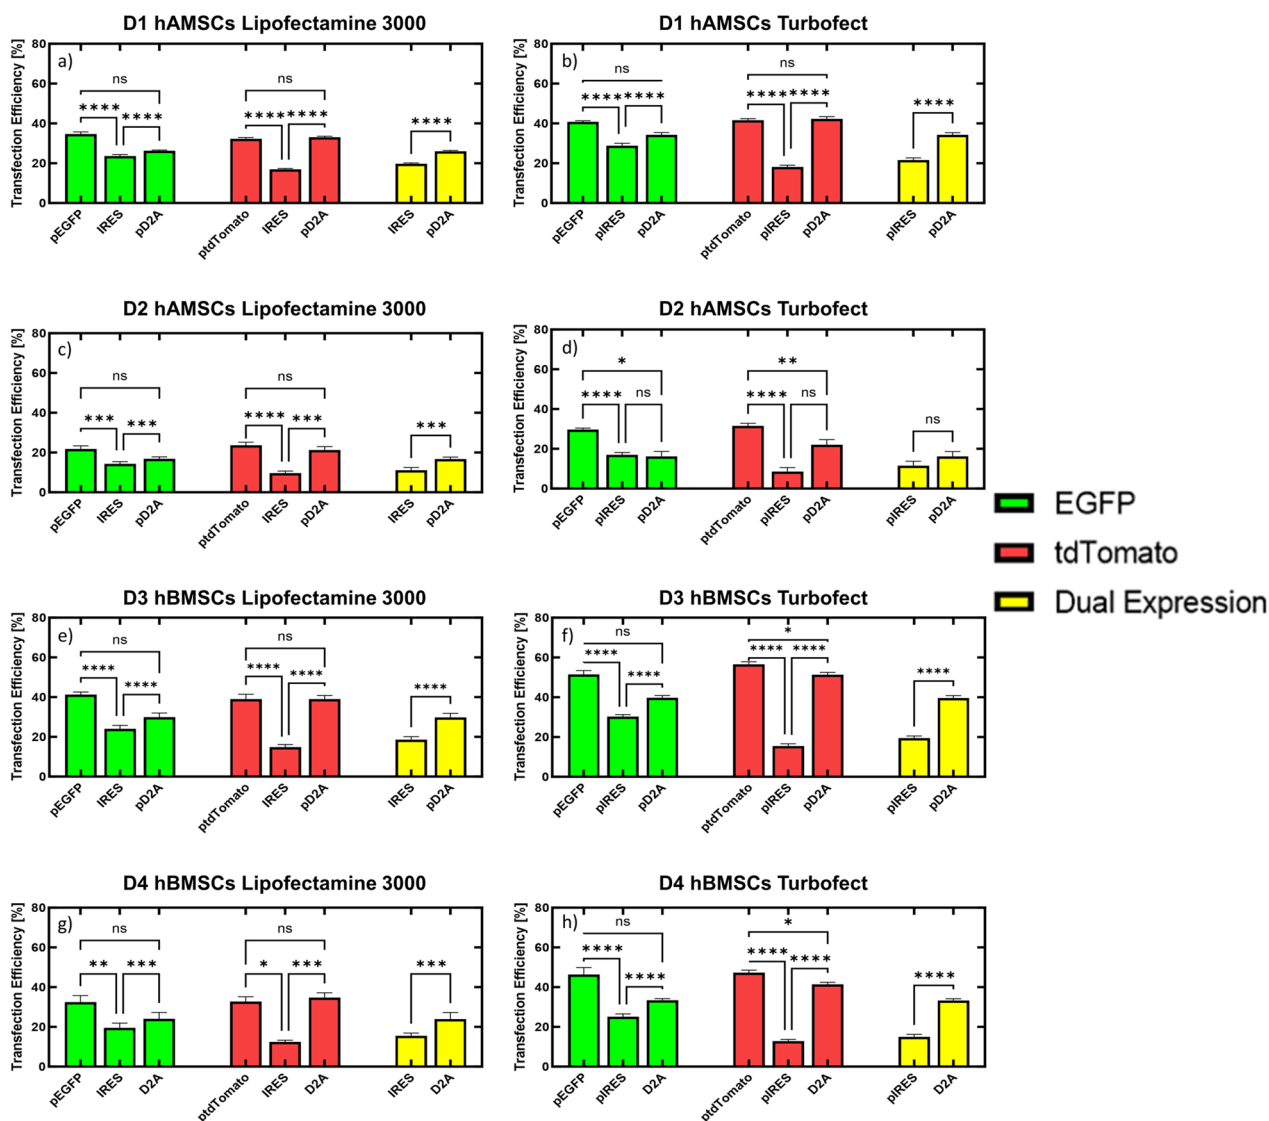 D1 hAMSCs Lipofectamine 3000
Transfection Efficiency [%]
80
60
40
20
0
a)
ns
**** ****
ns
**** ****
****
pEGFP IRES pD2A ptdTomato IRES pD2A IRES pD2A
D1 hAMSCs Turbofect
Transfection Efficiency [%]
80
60
40
20
0
b)
ns
**** ****
ns
**** ****
****
pEGFP pIRES pD2A ptdTomato pIRES pD2A pIRES pD2A
D2 hAMSCs Lipofectamine 3000
Transfection Efficiency [%]
80
60
40
20
0
c)
ns
*** ***
ns
**** ***
***
pEGFP IRES pD2A ptdTomato IRES pD2A IRES pD2A
D2 hAMSCs Turbofect
Transfection Efficiency [%]
80
60
40
20
0
d)
*
**** ns
**
**** ns
ns
pEGFP pIRES pD2A ptdTomato pIRES pD2A pIRES pD2A
EGFP
tdTomato
Dual Expression
D3 hBMSCs Lipofectamine 3000
Transfection Efficiency [%]
80
60
40
20
0
e)
ns
**** ****
ns
**** ****
****
pEGFP IRES pD2A ptdTomato IRES pD2A IRES pD2A
D3 hBMSCs Turbofect
Transfection Efficiency [%]
80
60
40
20
0
f)
ns
**** ****
*
**** ****
****
pEGFP pIRES pD2A ptdTomato pIRES pD2A pIRES pD2A
D4 hBMSCs Lipofectamine 3000
Transfection Efficiency [%]
80
60
40
20
0
g)
ns
** ***
ns
* ***
***
pEGFP IRES D2A ptdTomato IRES D2A IRES D2A
D4 hBMSCs Turbofect
Transfection Efficiency [%]
80
60
40
20
0
h)
ns
**** ****
*
**** ****
****
pEGFP pIRES D2A ptdTomato pIRES D2A pIRES D2A